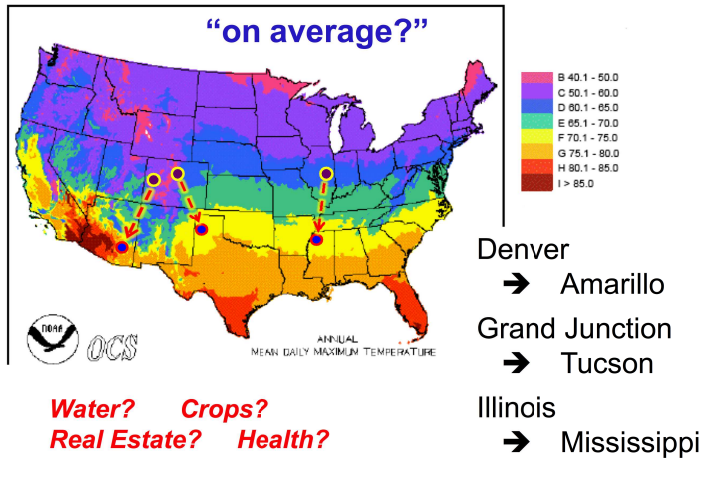 “on average?”
B 40.1 - 50.0
C 50.1 - 60.0
D 60.1 - 65.0
E 65.1 - 70.0
F 70.1 - 75.0
G 75.1 - 80.0
H 80.1 - 85.0
I > 85.0
NOAA
OCS
ANNUAL
MEAN DAILY MAXIMUM TEMPERATURE
Denver
➔ Amarillo
Grand Junction
➔ Tucson
Illinois
➔ Mississippi
Water? Crops?
Real Estate? Health?